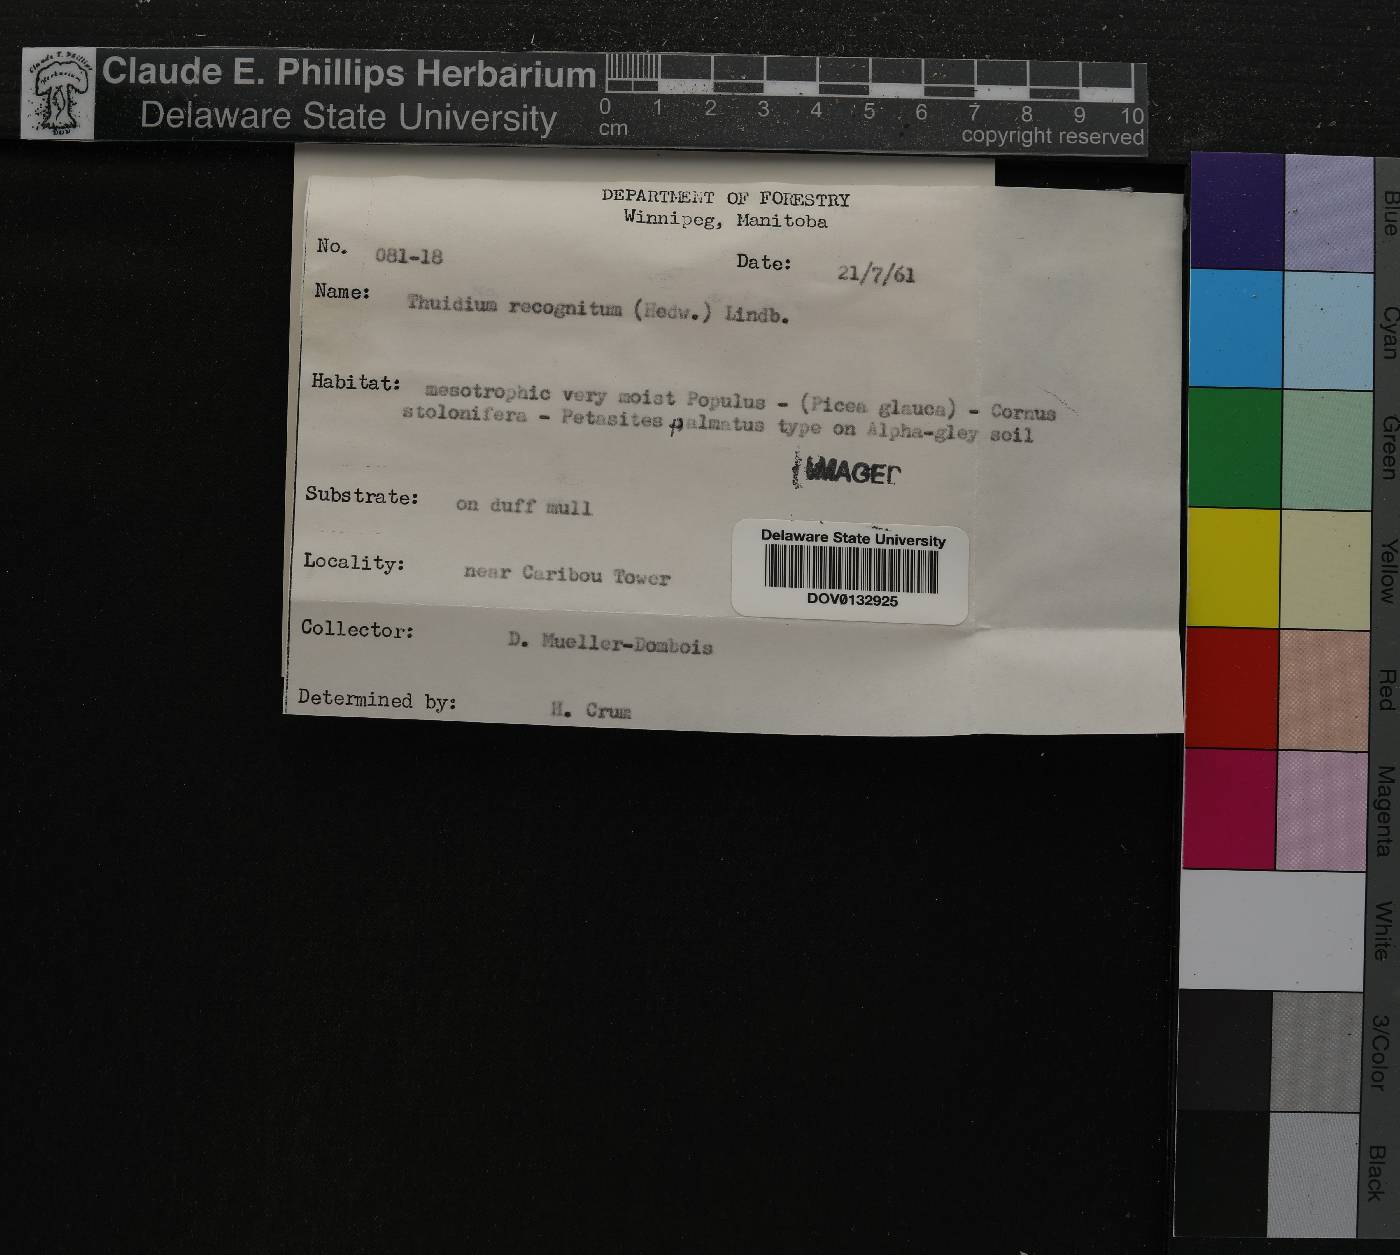 Claude E. Phillips Herbarium
Delaware State University
0 1 2 3 4 5 6 7 8 9 10
cm
copyright reserved
DEPARTMENT OF FORESTRY
Winnipeg, Manitoba
No. 081-18 Date: 21/7/61
Name: Thuidium recognitum (Hedw.) Lindb.
Habitat: mesotrophic very moist Populus - (Picea glauca) - Cornus
stolonifera - Petasites palmatus type on Alpha-gley soil
IMAGED
Substrate: on duff mull
Delaware State University
DOV0132925
Locality: near Caribou Tower
Collector: D. Mueller-Dombois
Determined by: H. Crum
Blue
Cyan
Green
Yellow
Red
Magenta
White
3/Color
Black